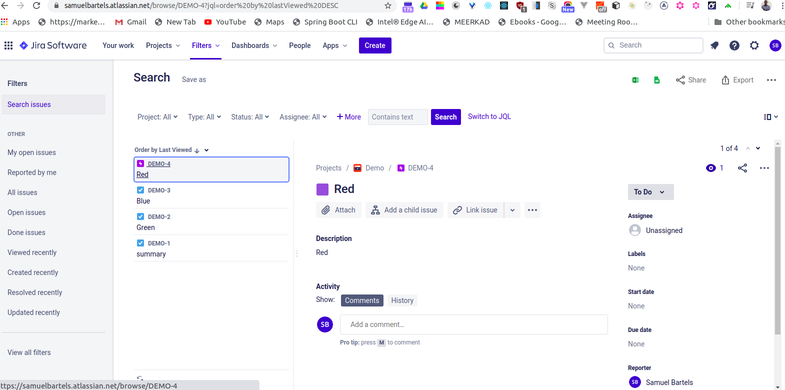 samuelbartels.atlassian.net/browse/DEMO-4?jql=order%20by%20lastViewed%20DESC
Apps https://marke... Gmail New Tab YouTube Maps Spring Boot CLI Intel® Edge AI... MEERKAD Ebooks - Goog... Meeting Roo... Other bookmarks
Jira Software Your work Projects Filters Dashboards People Apps Create Search SB
Filters
Search issues
OTHER
My open issues
Reported by me
All issues
Open issues
Done issues
Viewed recently
Created recently
Resolved recently
Updated recently
View all filters
Search Save as
Share Export
Project: All Type: All Status: All Assignee: All + More Contains text Search Switch to JQL
Order by Last Viewed
DEMO-4
Red
DEMO-3
Blue
DEMO-2
Green
DEMO-1
summary
1 of 4
Projects / Demo / DEMO-4
1
Red
Attach Add a child issue Link issue
Description
Red
Activity
Show: Comments History
SB Add a comment...
Pro tip: press M to comment
To Do
Assignee
Unassigned
Labels
None
Start date
None
Due date
None
Reporter
SB Samuel Bartels
https://samuelbartels.atlassian.net/browse/DEMO-4